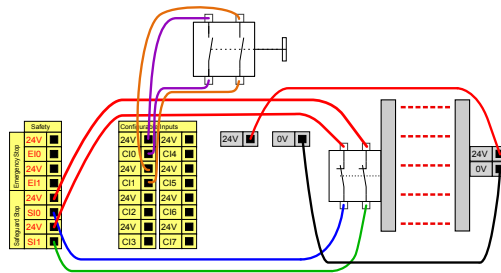 Safety
Emergency Stop
24V
EI0
24V
EI1
Safeguard Stop
24V
SI0
24V
SI1
Configurable Inputs
24V 24V
CI0 CI4
24V 24V
CI1 CI5
24V 24V
CI2 CI6
24V 24V
CI3 CI7
24V
0V
24V
0V